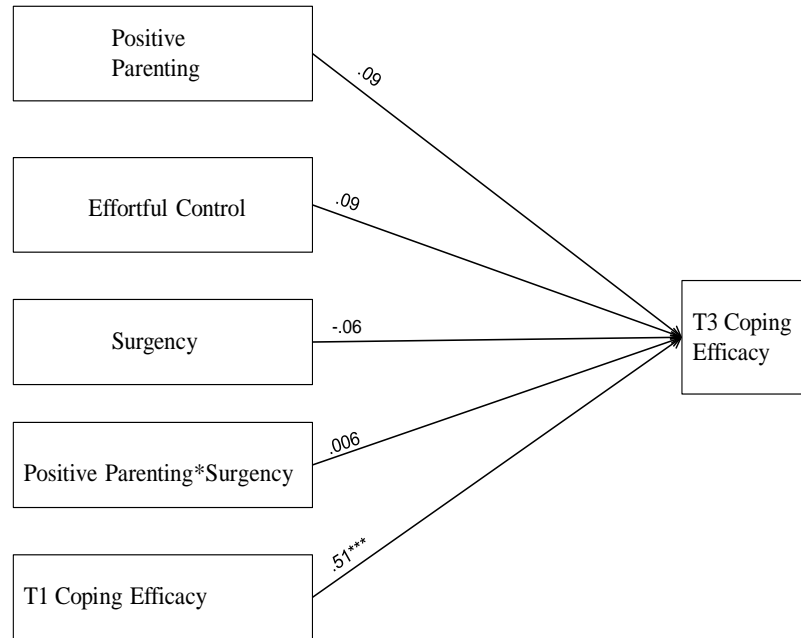 Positive
Parenting
.09
Effortful Control
.09
Surgency
-.06
T3 Coping
Efficacy
Positive Parenting*Surgency
.006
T1 Coping Efficacy
.51***